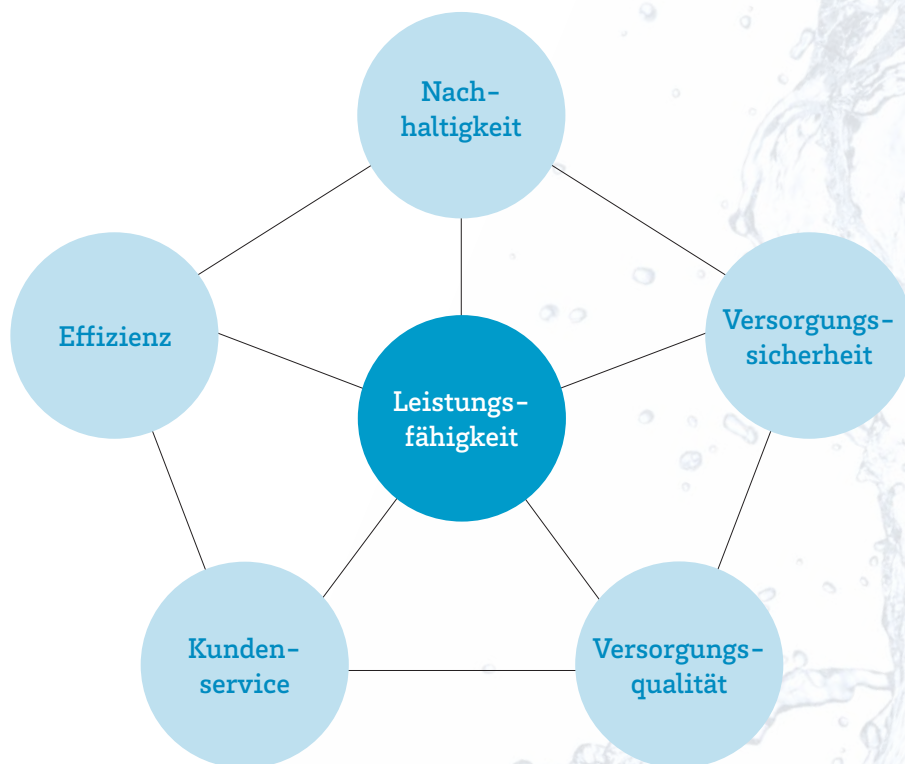 Nach-
haltigkeit
Effizienz
Versorgungs-
sicherheit
Leistungs-
fähigkeit
Kunden-
service
Versorgungs-
qualität